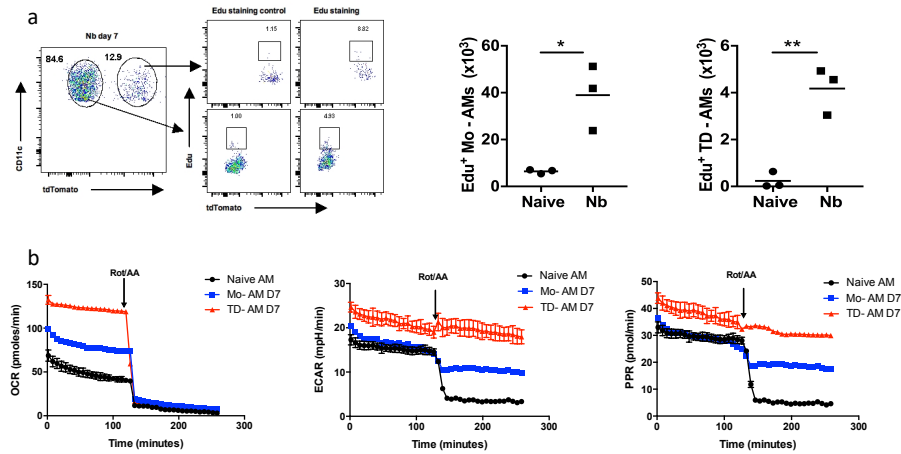 a
Nb day 7
84.6
12.9
CD11c
tdTomato
Edu staining control
Edu staining
1.15
8.82
1.00
4.93
Edu
tdTomato
Edu+ Mo - AMs (x10³)
60
40
20
0
*
Naive
Nb
Edu+ TD - AMs (x10³)
6
4
2
0
**
Naive
Nb
b
OCR (pmoles/min)
150
100
50
0
Rot/AA
Naive AM
Mo- AM D7
TD- AM D7
0
100
200
300
Time (minutes)
ECAR (mpH/min)
30
20
10
0
Rot/AA
Naive AM
Mo- AM D7
TD- AM D7
0
100
200
300
Time (minutes)
PPR (pmol/min)
50
40
30
20
10
0
Rot/AA
Naive AM
Mo- AM D7
TD- AM D7
0
100
200
300
Time (minutes)